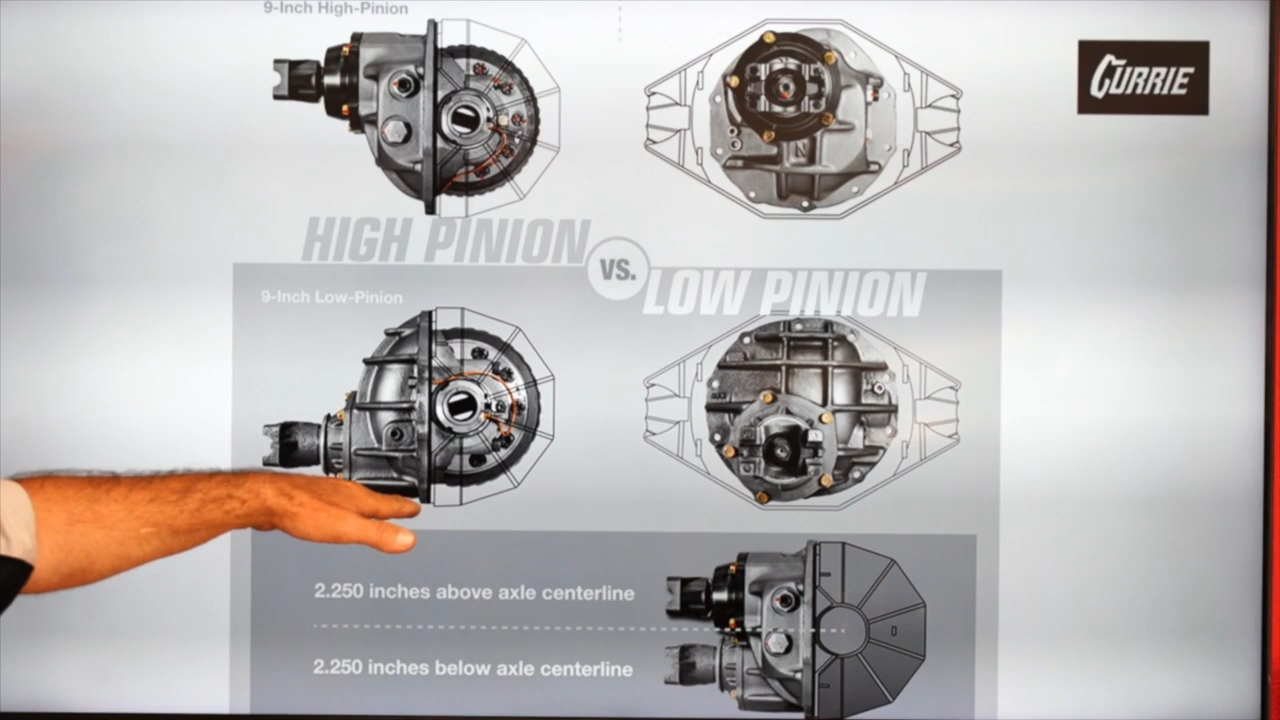 9-Inch High-Pinion
CURRIE
HIGH PINION
VS.
LOW PINION
9-Inch Low-Pinion
N
2.250 inches above axle centerline
2.250 inches below axle centerline